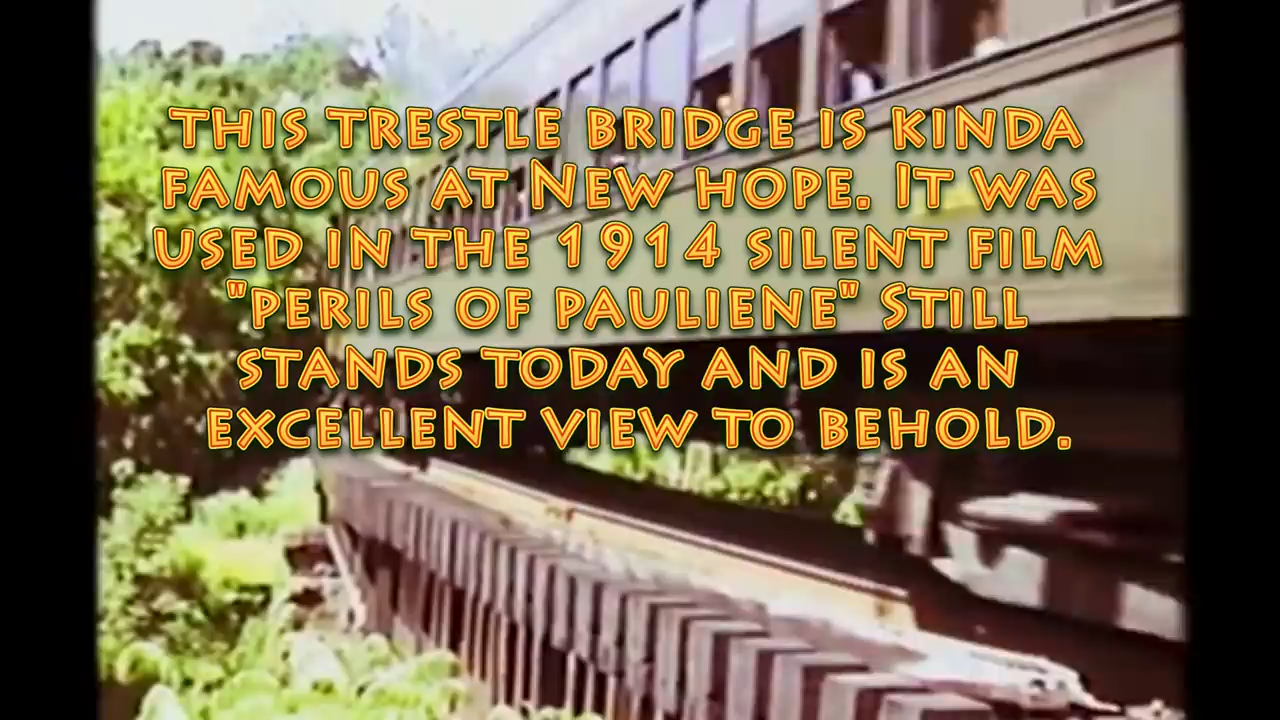 THIS TRESTLE BRIDGE IS KINDA
FAMOUS AT NEW HOPE. IT WAS
USED IN THE 1914 SILENT FILM
"PERILS OF PAULIENE" STILL
STANDS TODAY AND IS AN
EXCELLENT VIEW TO BEHOLD.